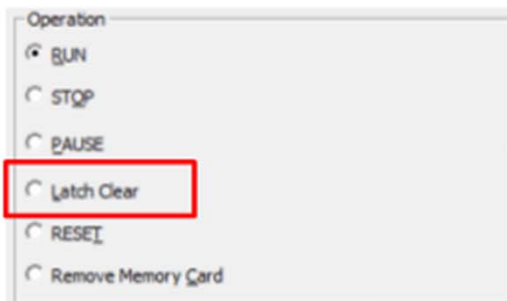 Operation
RUN
STOP
PAUSE
Latch Clear
RESET
Remove Memory Card